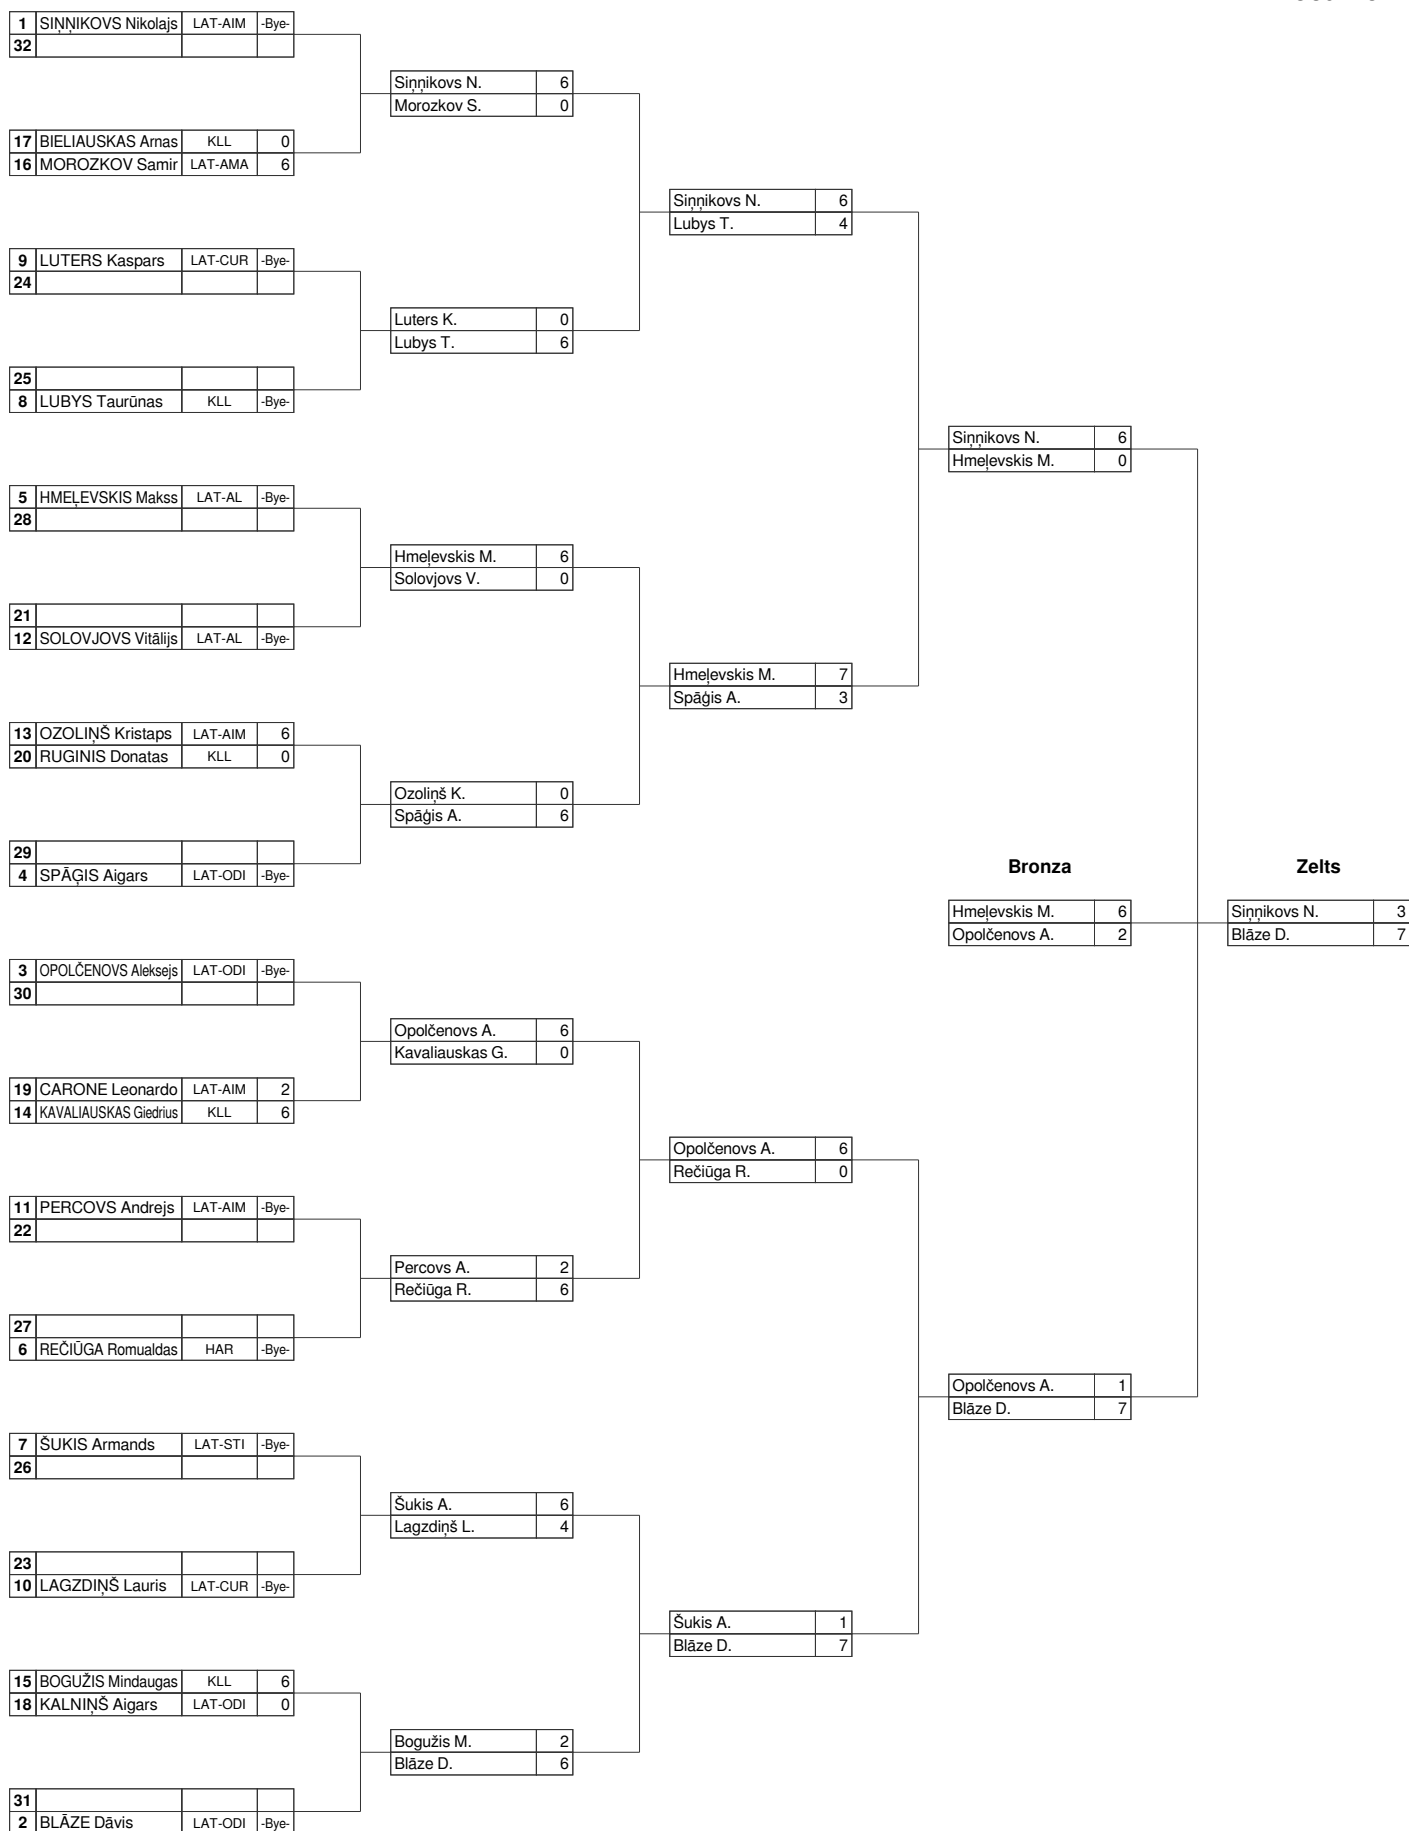 1 SIŅŅIKOVS Nikolajs LAT-AIM -Bye-
32
Siņņikovs N. 6
Morozkov S. 0
17 BIELIAUSKAS Arnas KLL 0
16 MOROZKOV Samir LAT-AMA 6
Siņņikovs N. 6
Lubys T. 4
9 LUTERS Kaspars LAT-CUR -Bye-
24
Luters K. 0
Lubys T. 6
25
8 LUBYS Taurūnas KLL -Bye-
Siņņikovs N. 6
Hmeļevskis M. 0
5 HMEĻEVSKIS Makss LAT-AL -Bye-
28
Hmeļevskis M. 6
Solovjovs V. 0
21
12 SOLOVJOVS Vitālijs LAT-AL -Bye-
Hmeļevskis M. 7
Spāģis A. 3
13 OZOLIŅŠ Kristaps LAT-AIM 6
20 RUGINIS Donatas KLL 0
Ozoliņš K. 0
Spāģis A. 6
29
4 SPĀĢIS Aigars LAT-ODI -Bye-
Bronza Zelts
Hmeļevskis M. 6 Siņņikovs N. 3
Opolčenovs A. 2 Blāze D. 7
3 OPOLČENOVS Aleksejs LAT-ODI -Bye-
30
Opolčenovs A. 6
Kavaliauskas G. 0
19 CARONE Leonardo LAT-AIM 2
14 KAVALIAUSKAS Giedrius KLL 6
Opolčenovs A. 6
Rečiūga R. 0
11 PERCOVS Andrejs LAT-AIM -Bye-
22
Percovs A. 2
Rečiūga R. 6
27
6 REČIŪGA Romualdas HAR -Bye-
Opolčenovs A. 1
Blāze D. 7
7 ŠUKIS Armands LAT-STI -Bye-
26
Šukis A. 6
Lagzdiņš L. 4
23
10 LAGZDIŅŠ Lauris LAT-CUR -Bye-
Šukis A. 1
Blāze D. 7
15 BOGUŽIS Mindaugas KLL 6
18 KALNIŅŠ Aigars LAT-ODI 0
Bogužis M. 2
Blāze D. 6
31
2 BLĀZE Dāvis LAT-ODI -Bye-